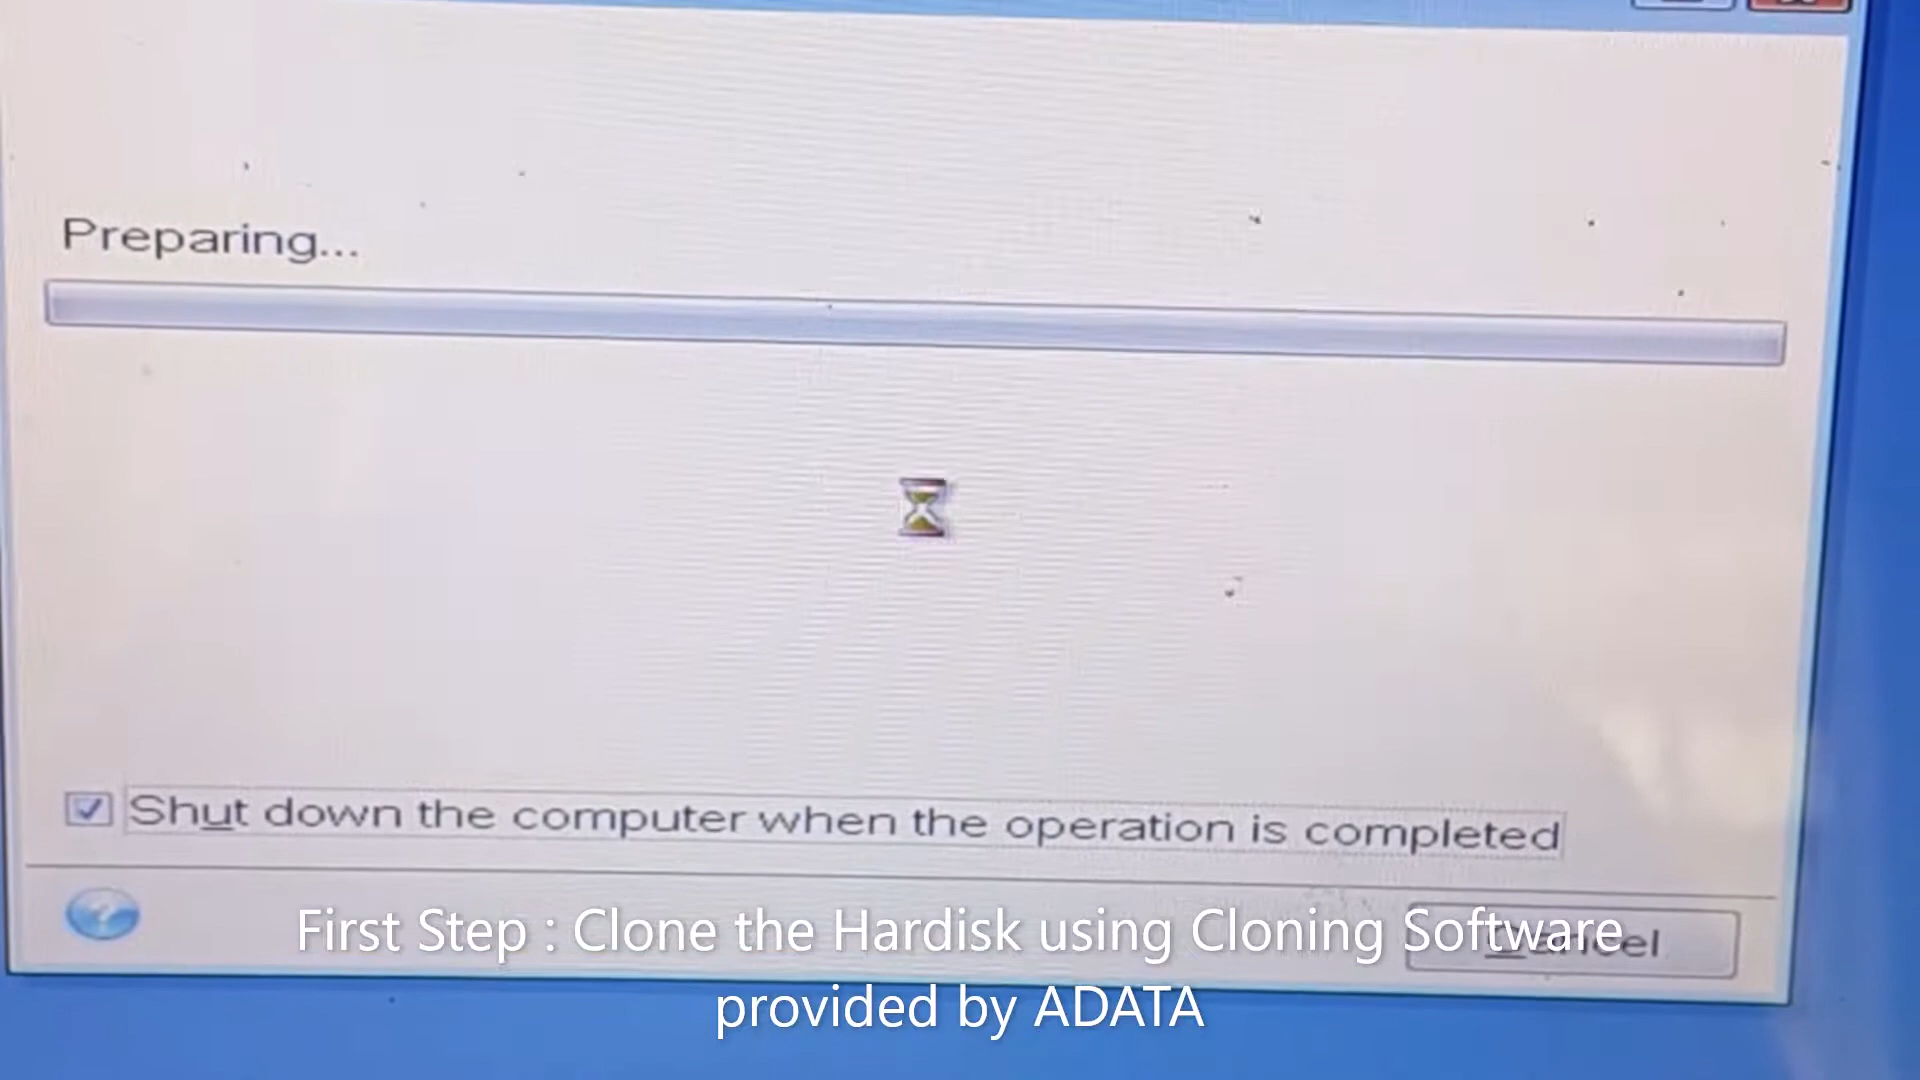 Preparing...
Shut down the computer when the operation is completed
Cancel
First Step : Clone the Hardisk using Cloning Software
provided by ADATA